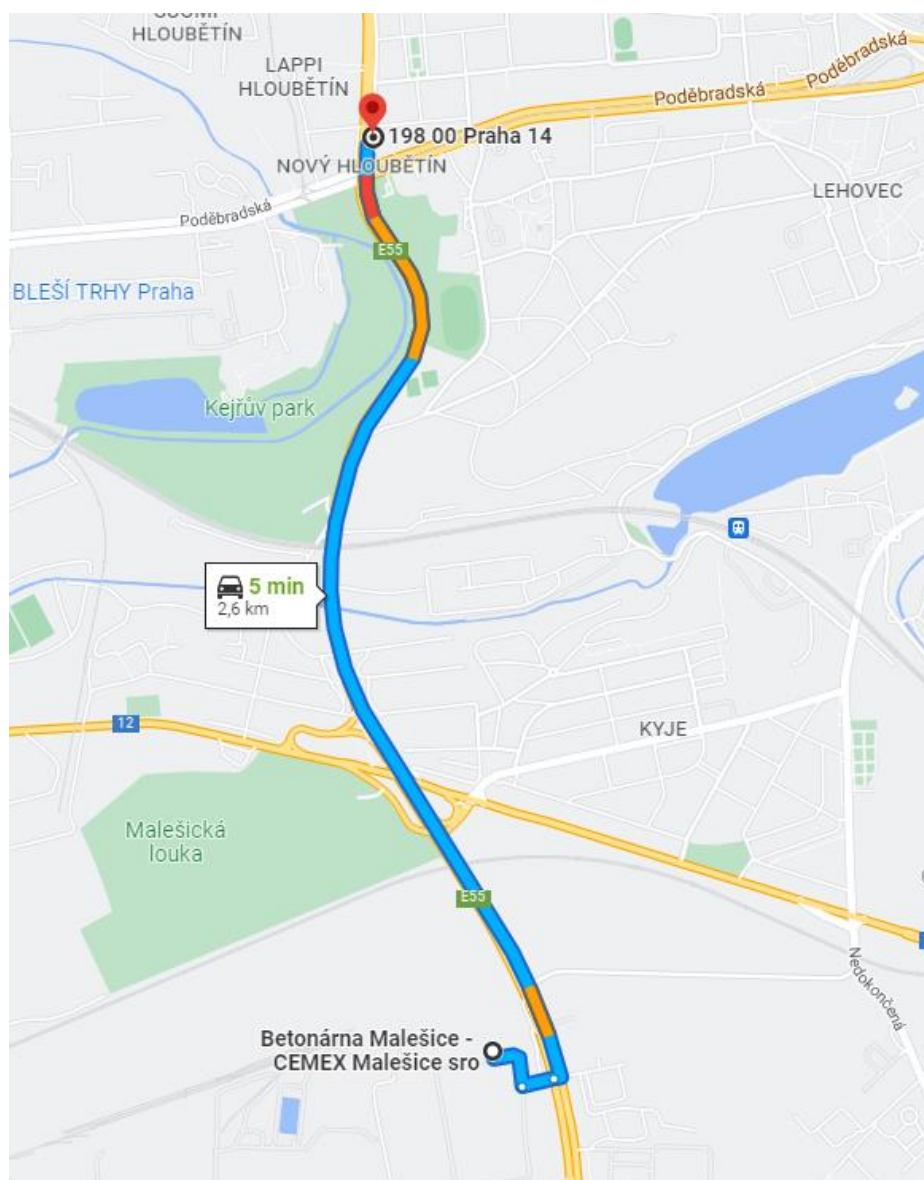 HLOUBĚTÍN
LAPPI
HLOUBĚTÍN
Poděbradská
Poděbradská
198 00 Praha 14
NOVÝ HLOUBĚTÍN
LEHOVEC
Poděbradská
E55
BLEŠÍ TRHY Praha
Kejřův park
5 min
2,6 km
12
KYJE
Malešická
louka
E55
Nedokončená
Betonárna Malešice -
CEMEX Malešice sro